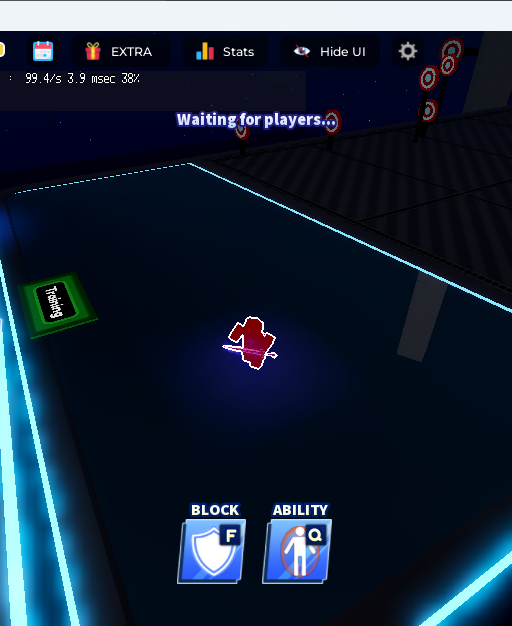 EXTRA
Stats
Hide UI
: 99.4/s 3.9 msec 38%
Waiting for players...
Training
BLOCK
ABILITY
F
Q